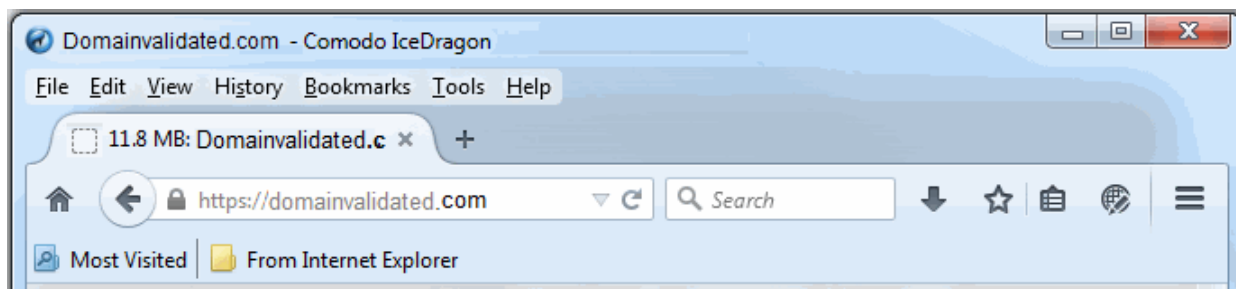 Domainvalidated.com - Comodo IceDragon
File Edit View History Bookmarks Tools Help
11.8 MB: Domainvalidated.c
https://domainvalidated.com Search
Most Visited From Internet Explorer